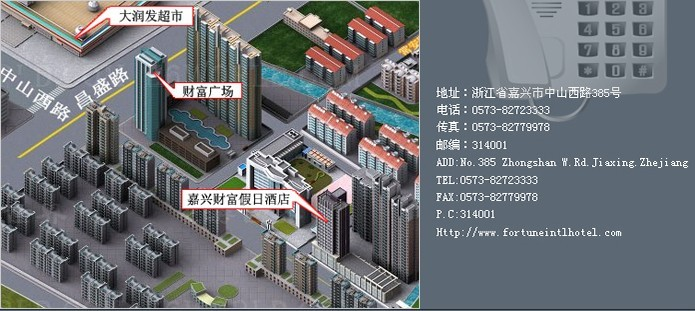 大润发超市
中山西路
昌盛路
财富广场
嘉兴财富假日酒店
地址：浙江省嘉兴市中山西路385号
电话：0573-82723333
传真：0573-82779978
邮编：314001
ADD:No.385 Zhongshan W.Rd.Jiaxing.Zhejiang
TEL:0573-82723333
FAX:0573-82779978
P.C:314001
Http://www.fortuneintlhotel.com